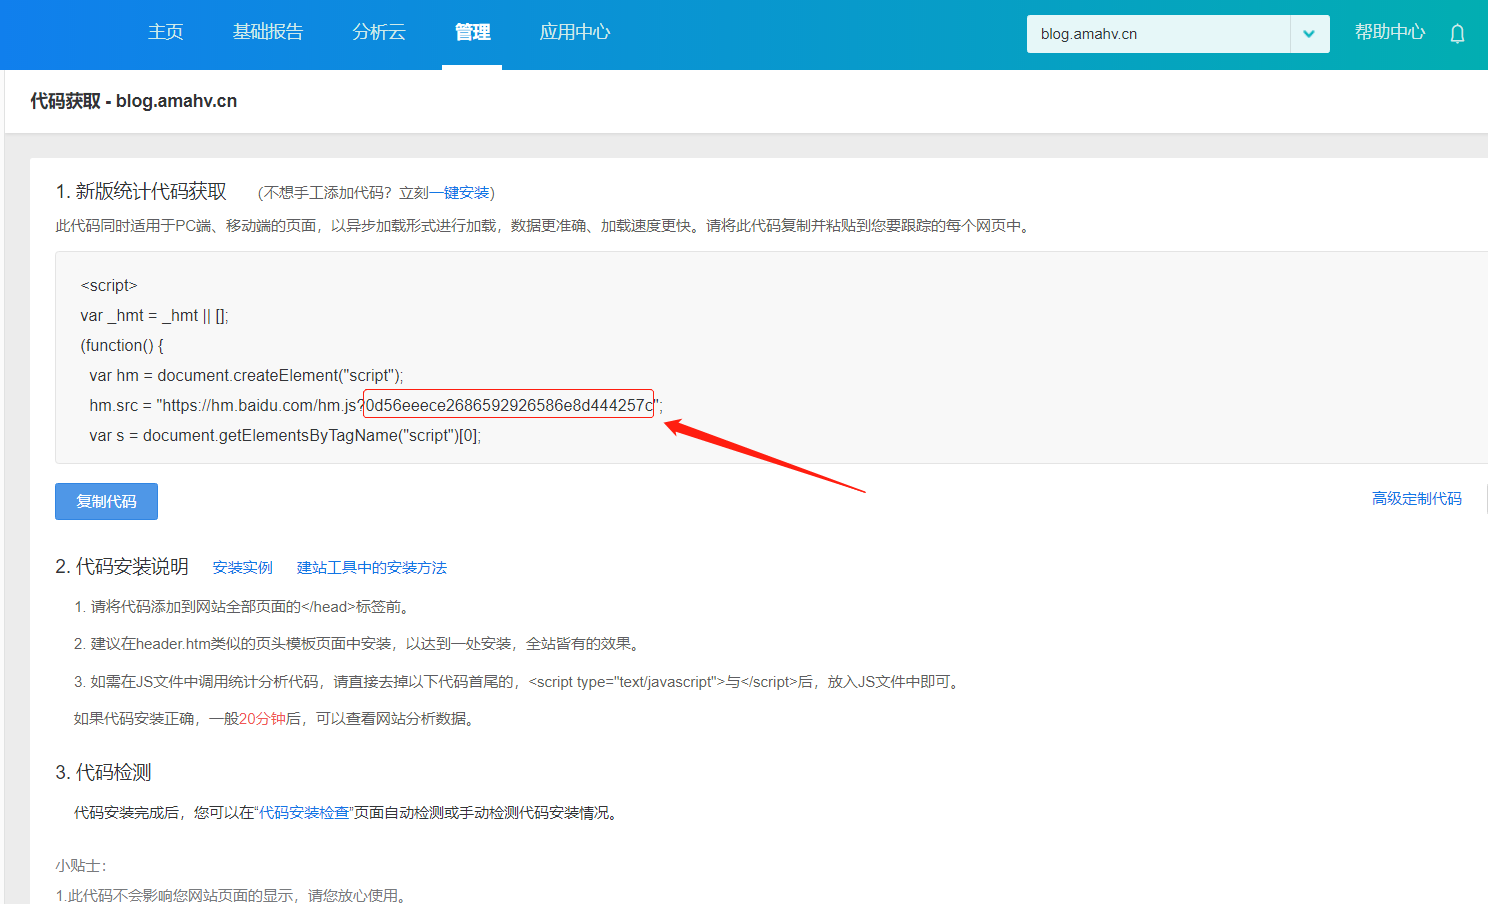 主页 基础报告 分析云 管理 应用中心 blog.amahv.cn 帮助中心
代码获取 - blog.amahv.cn
1. 新版统计代码获取 (不想手工添加代码？立刻一键安装)
此代码同时适用于PC端、移动端的页面，以异步加载形式进行加载，数据更准确、加载速度更快。请将此代码复制并粘贴到您要跟踪的每个网页中。
<script>
var _hmt = _hmt || [];
(function() {
var hm = document.createElement("script");
hm.src = "https://hm.baidu.com/hm.js?0d56eeece2686592926586e8d444257c";
var s = document.getElementsByTagName("script")[0];
复制代码 高级定制代码
2. 代码安装说明 安装实例 建站工具中的安装方法
1. 请将代码添加到网站全部页面的</head>标签前。
2. 建议在header.htm类似的页头模板页面中安装，以达到一处安装，全站皆有的效果。
3. 如需在JS文件中调用统计分析代码，请直接去掉以下代码首尾的，<script type="text/javascript">与</script>后，放入JS文件中即可。
如果代码安装正确，一般20分钟后，可以查看网站分析数据。
3. 代码检测
代码安装完成后，您可以在“代码安装检查”页面自动检测或手动检测代码安装情况。
小贴士：
1.此代码不会影响您网站页面的显示，请您放心使用。